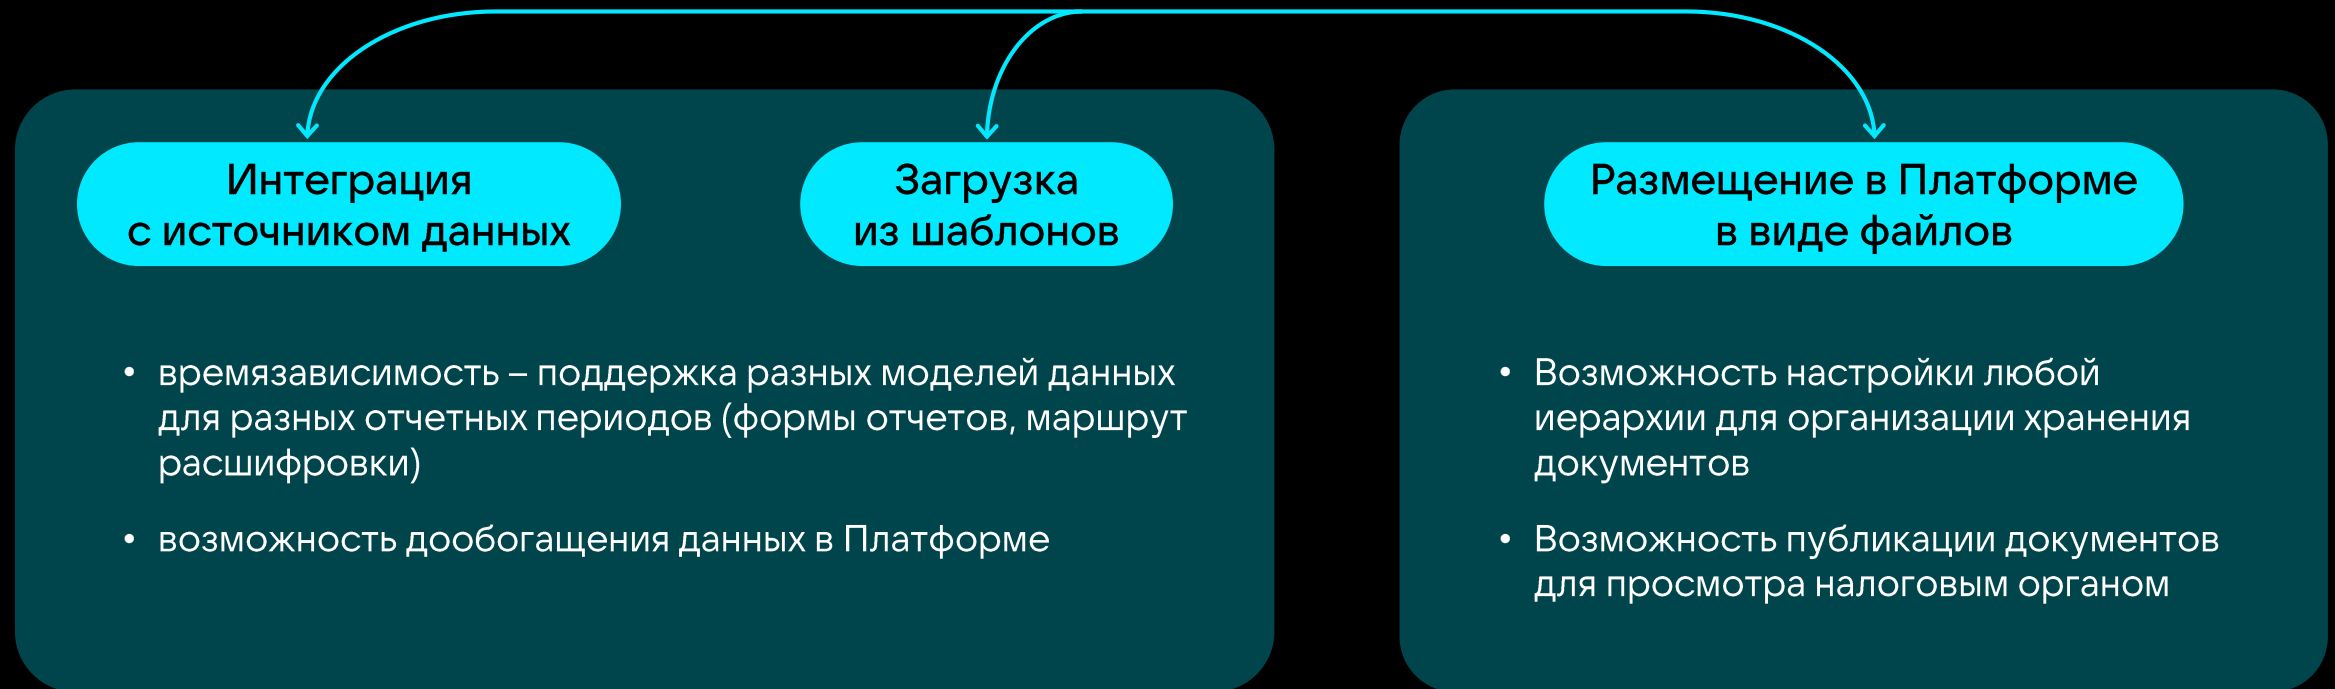 Интеграция
с источником данных
Загрузка
из шаблонов
• времязависимость – поддержка разных моделей данных
для разных отчетных периодов (формы отчетов, маршрут
расшифровки)
• возможность дообогащения данных в Платформе
Размещение в Платформе
в виде файлов
• Возможность настройки любой
иерархии для организации хранения
документов
• Возможность публикации документов
для просмотра налоговым органом